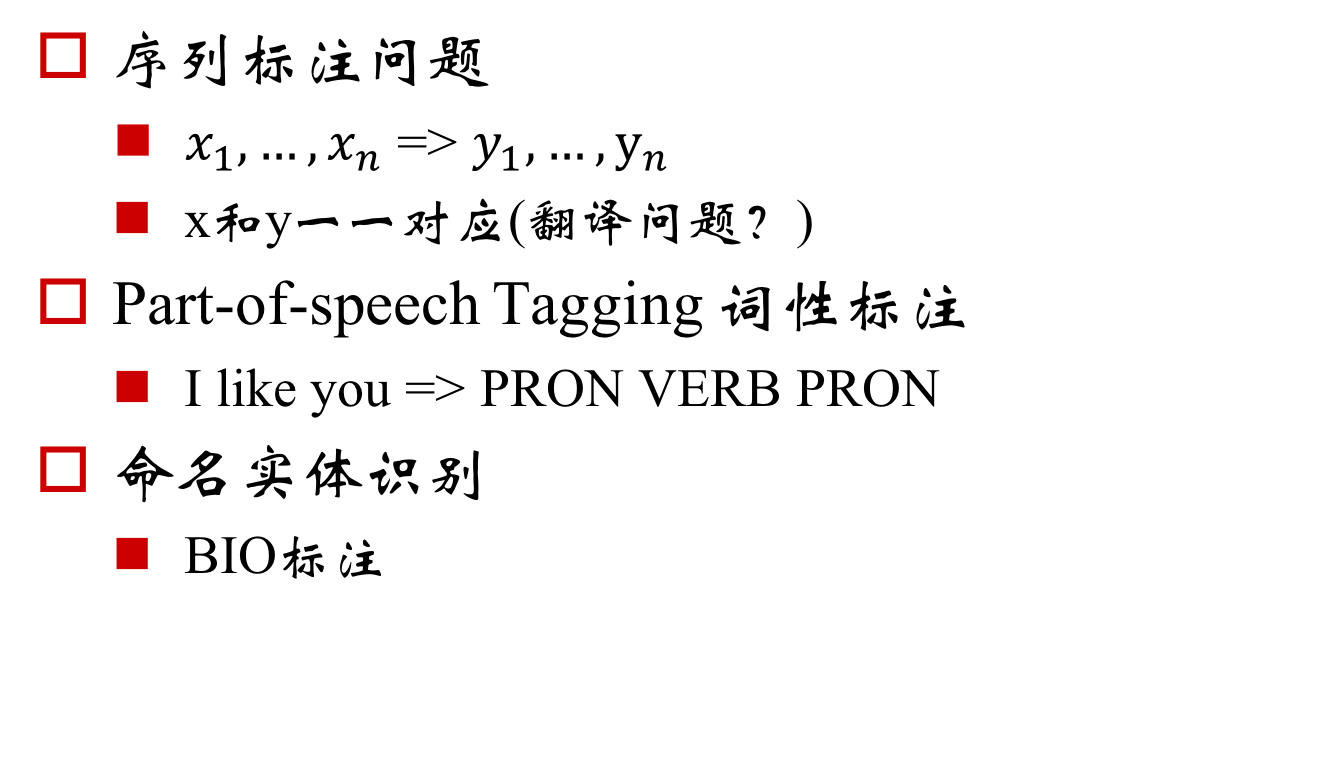 序列标注问题
x₁, … , xₙ => y₁, … , yₙ
x和y一一对应(翻译问题？)
Part-of-speech Tagging 词性标注
I like you => PRON VERB PRON
命名实体识别
BIO标注